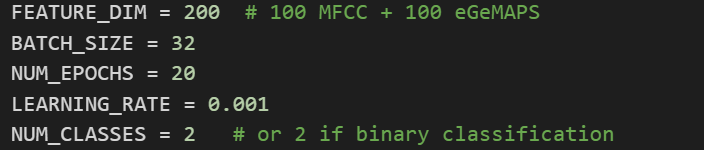 FEATURE_DIM = 200  # 100 MFCC + 100 eGeMAPS
BATCH_SIZE = 32
NUM_EPOCHS = 20
LEARNING_RATE = 0.001
NUM_CLASSES = 2   # or 2 if binary classification